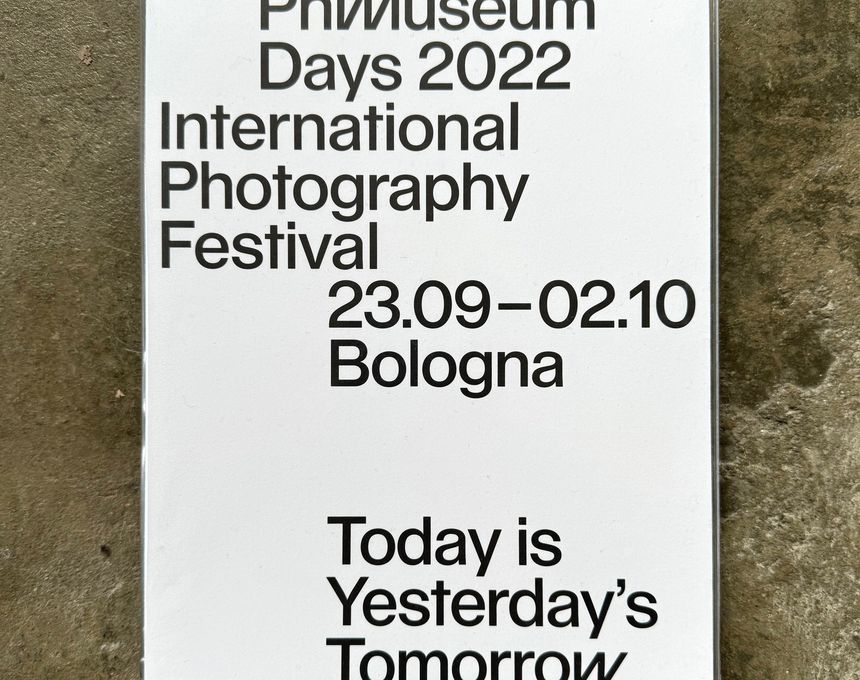 PhMuseum
Days 2022
International
Photography
Festival
23.09–02.10
Bologna
Today is
Yesterday’s
Tomorrow